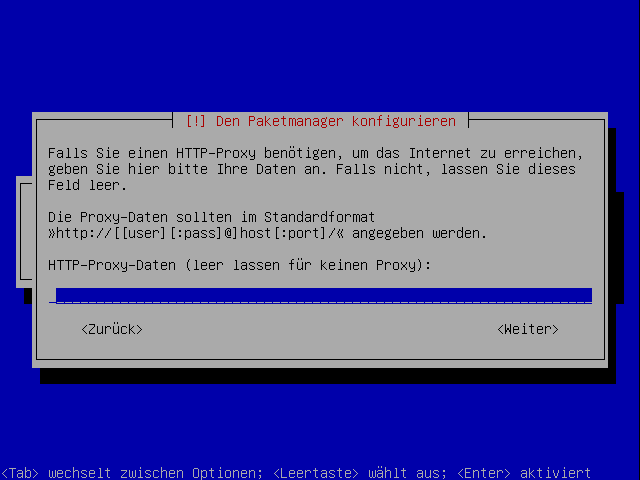 [!] Den Paketmanager konfigurieren
Falls Sie einen HTTP-Proxy benötigen, um das Internet zu erreichen,
geben Sie hier bitte Ihre Daten an. Falls nicht, lassen Sie dieses
Feld leer.
Die Proxy-Daten sollten im Standardformat
»http://[[user][:pass]@]host[:port]/« angegeben werden.
HTTP-Proxy-Daten (leer lassen für keinen Proxy):
<Zurück> <Weiter>
<Tab> wechselt zwischen Optionen; <Leertaste> wählt aus; <Enter> aktiviert